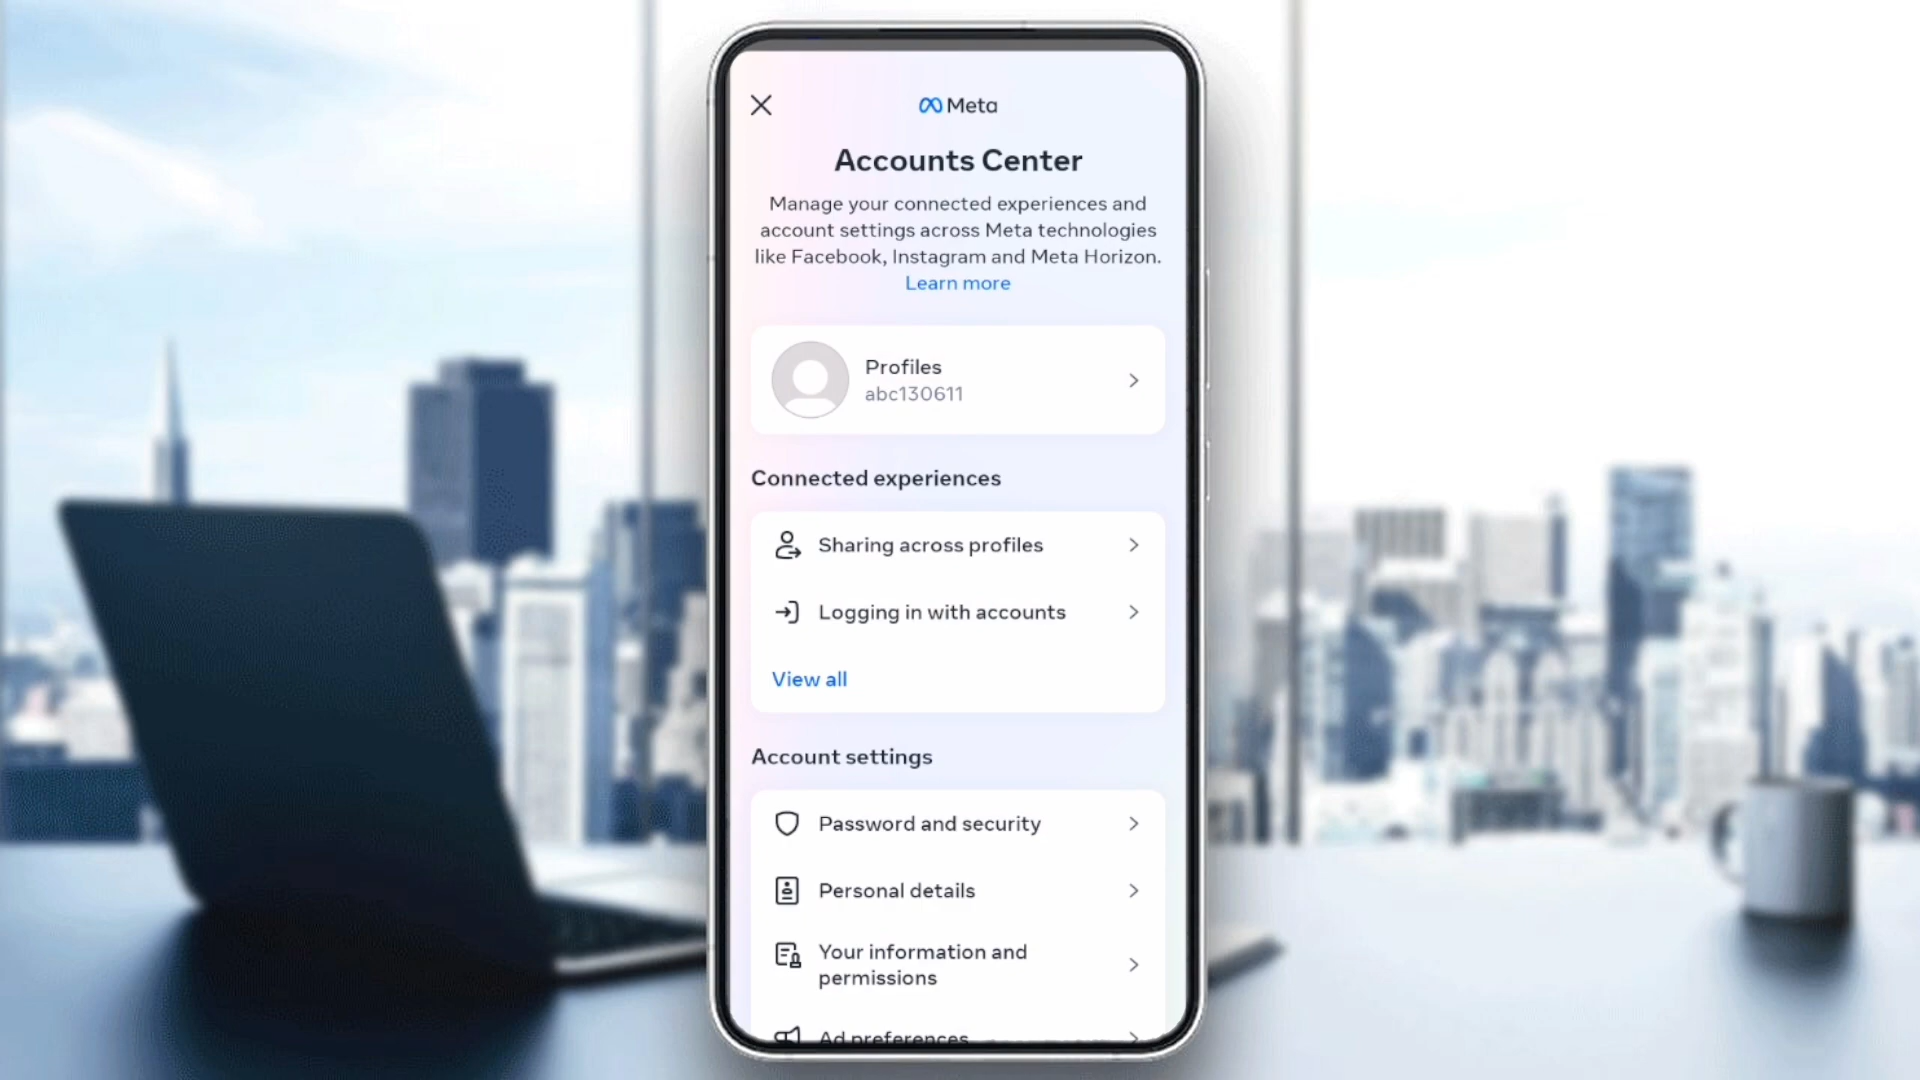 Meta
Accounts Center
Manage your connected experiences and
account settings across Meta technologies
like Facebook, Instagram and Meta Horizon.
Learn more
Profiles
abc130611
Connected experiences
Sharing across profiles
Logging in with accounts
View all
Account settings
Password and security
Personal details
Your information and
permissions
Ad preferences